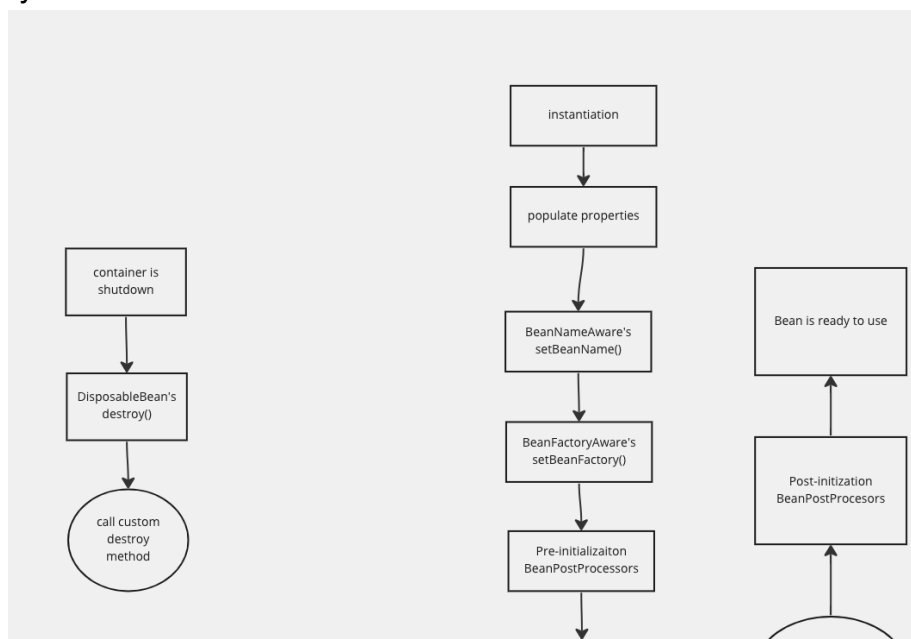 instantiation
populate properties
container is
shutdown
Bean is ready to use
BeanNameAware's
setBeanName()
DisposableBean's
destroy()
BeanFactoryAware's
setBeanFactory()
Post-initization
BeanPostProcesors
call custom
destroy
method
Pre-initializaiton
BeanPostProcessors